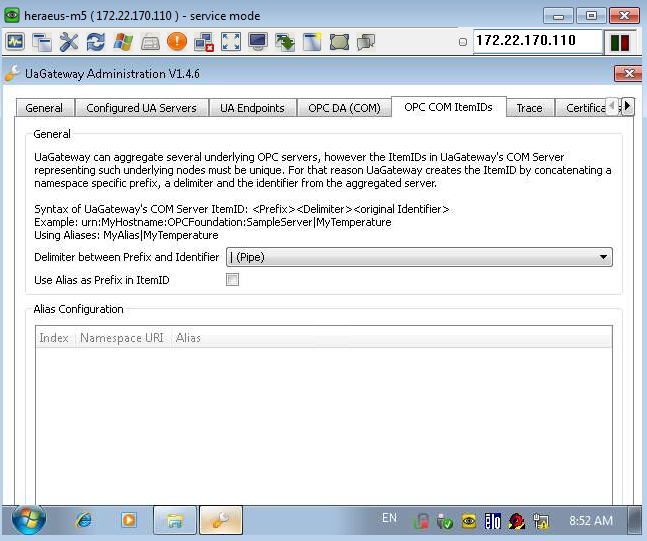 heraeus-m5 ( 172.22.170.110 ) - service mode
172.22.170.110
UaGateway Administration V1.4.6
General
Configured UA Servers
UA Endpoints
OPC DA (COM)
OPC COM ItemIDs
Trace
Certifica
General
UaGateway can aggregate several underlying OPC servers, however the ItemIDs in UaGateway's COM Server
representing such underlying nodes must be unique. For that reason UaGateway creates the ItemID by concatenating a
namespace specific prefix, a delimiter and the identifier from the aggregated server.
Syntax of UaGateway's COM Server ItemID: <Prefix><Delimiter><original Identifier>
Example: urn:MyHostname:OPCFoundation:SampleServer|MyTemperature
Using Aliases: MyAlias|MyTemperature
Delimiter between Prefix and Identifier
| (Pipe)
Use Alias as Prefix in ItemID
Alias Configuration
Index
Namespace URI
Alias
EN
8:52 AM